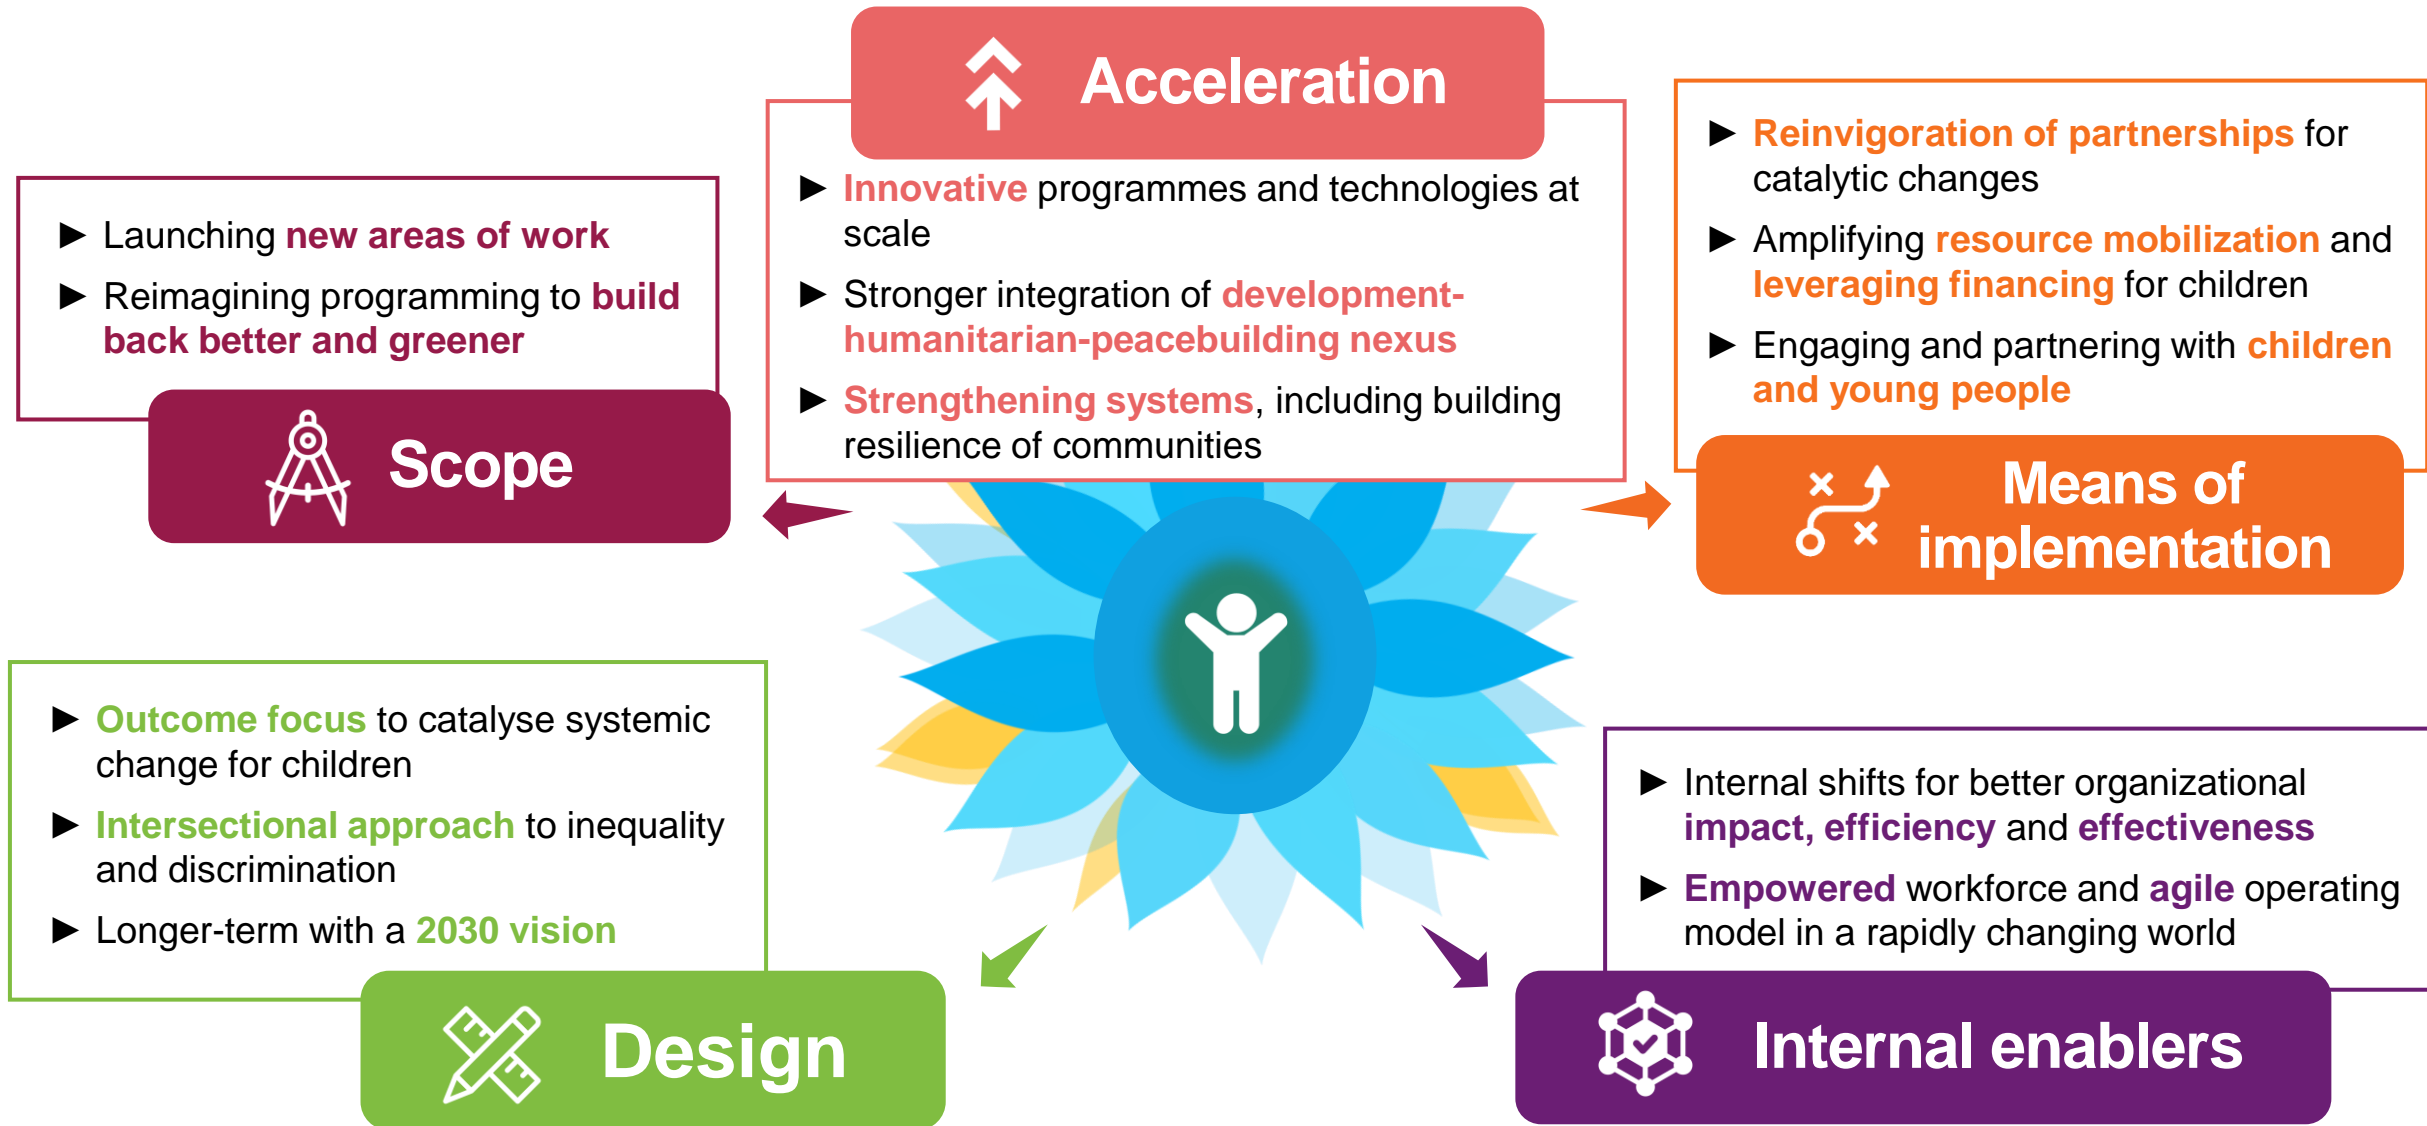 Acceleration
► Innovative programmes and technologies at
scale
► Stronger integration of development-
humanitarian-peacebuilding nexus
► Strengthening systems, including building
resilience of communities
► Launching new areas of work
► Reimagining programming to build
back better and greener
Scope
► Reinvigoration of partnerships for
catalytic changes
► Amplifying resource mobilization and
leveraging financing for children
► Engaging and partnering with children
and young people
Means of
implementation
► Outcome focus to catalyse systemic
change for children
► Intersectional approach to inequality
and discrimination
► Longer-term with a 2030 vision
Design
► Internal shifts for better organizational
impact, efficiency and effectiveness
► Empowered workforce and agile operating
model in a rapidly changing world
Internal enablers